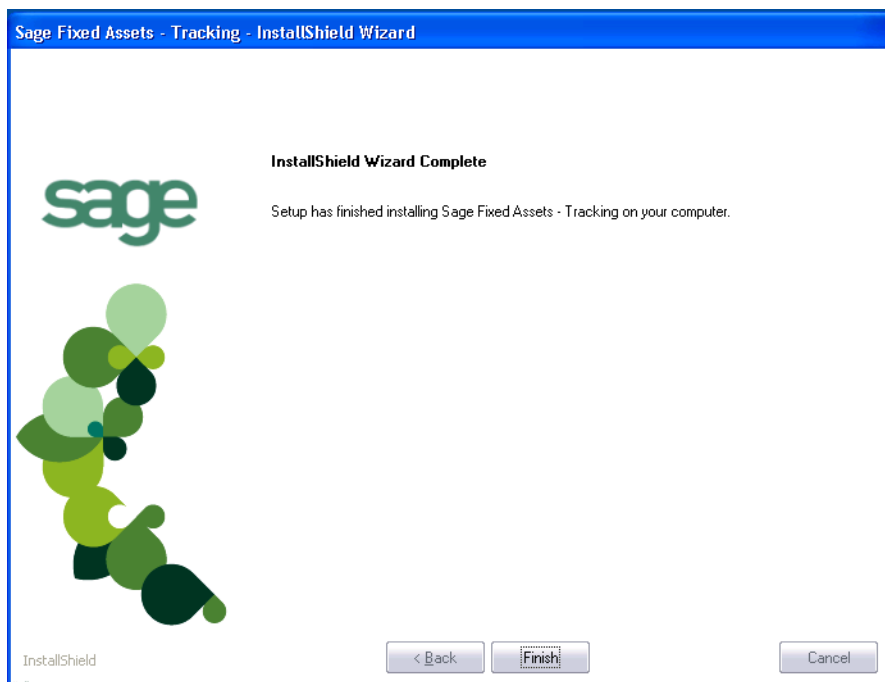 Sage Fixed Assets - Tracking - InstallShield Wizard
InstallShield Wizard Complete
sage
Setup has finished installing Sage Fixed Assets - Tracking on your computer.
InstallShield
< Back
Finish
Cancel